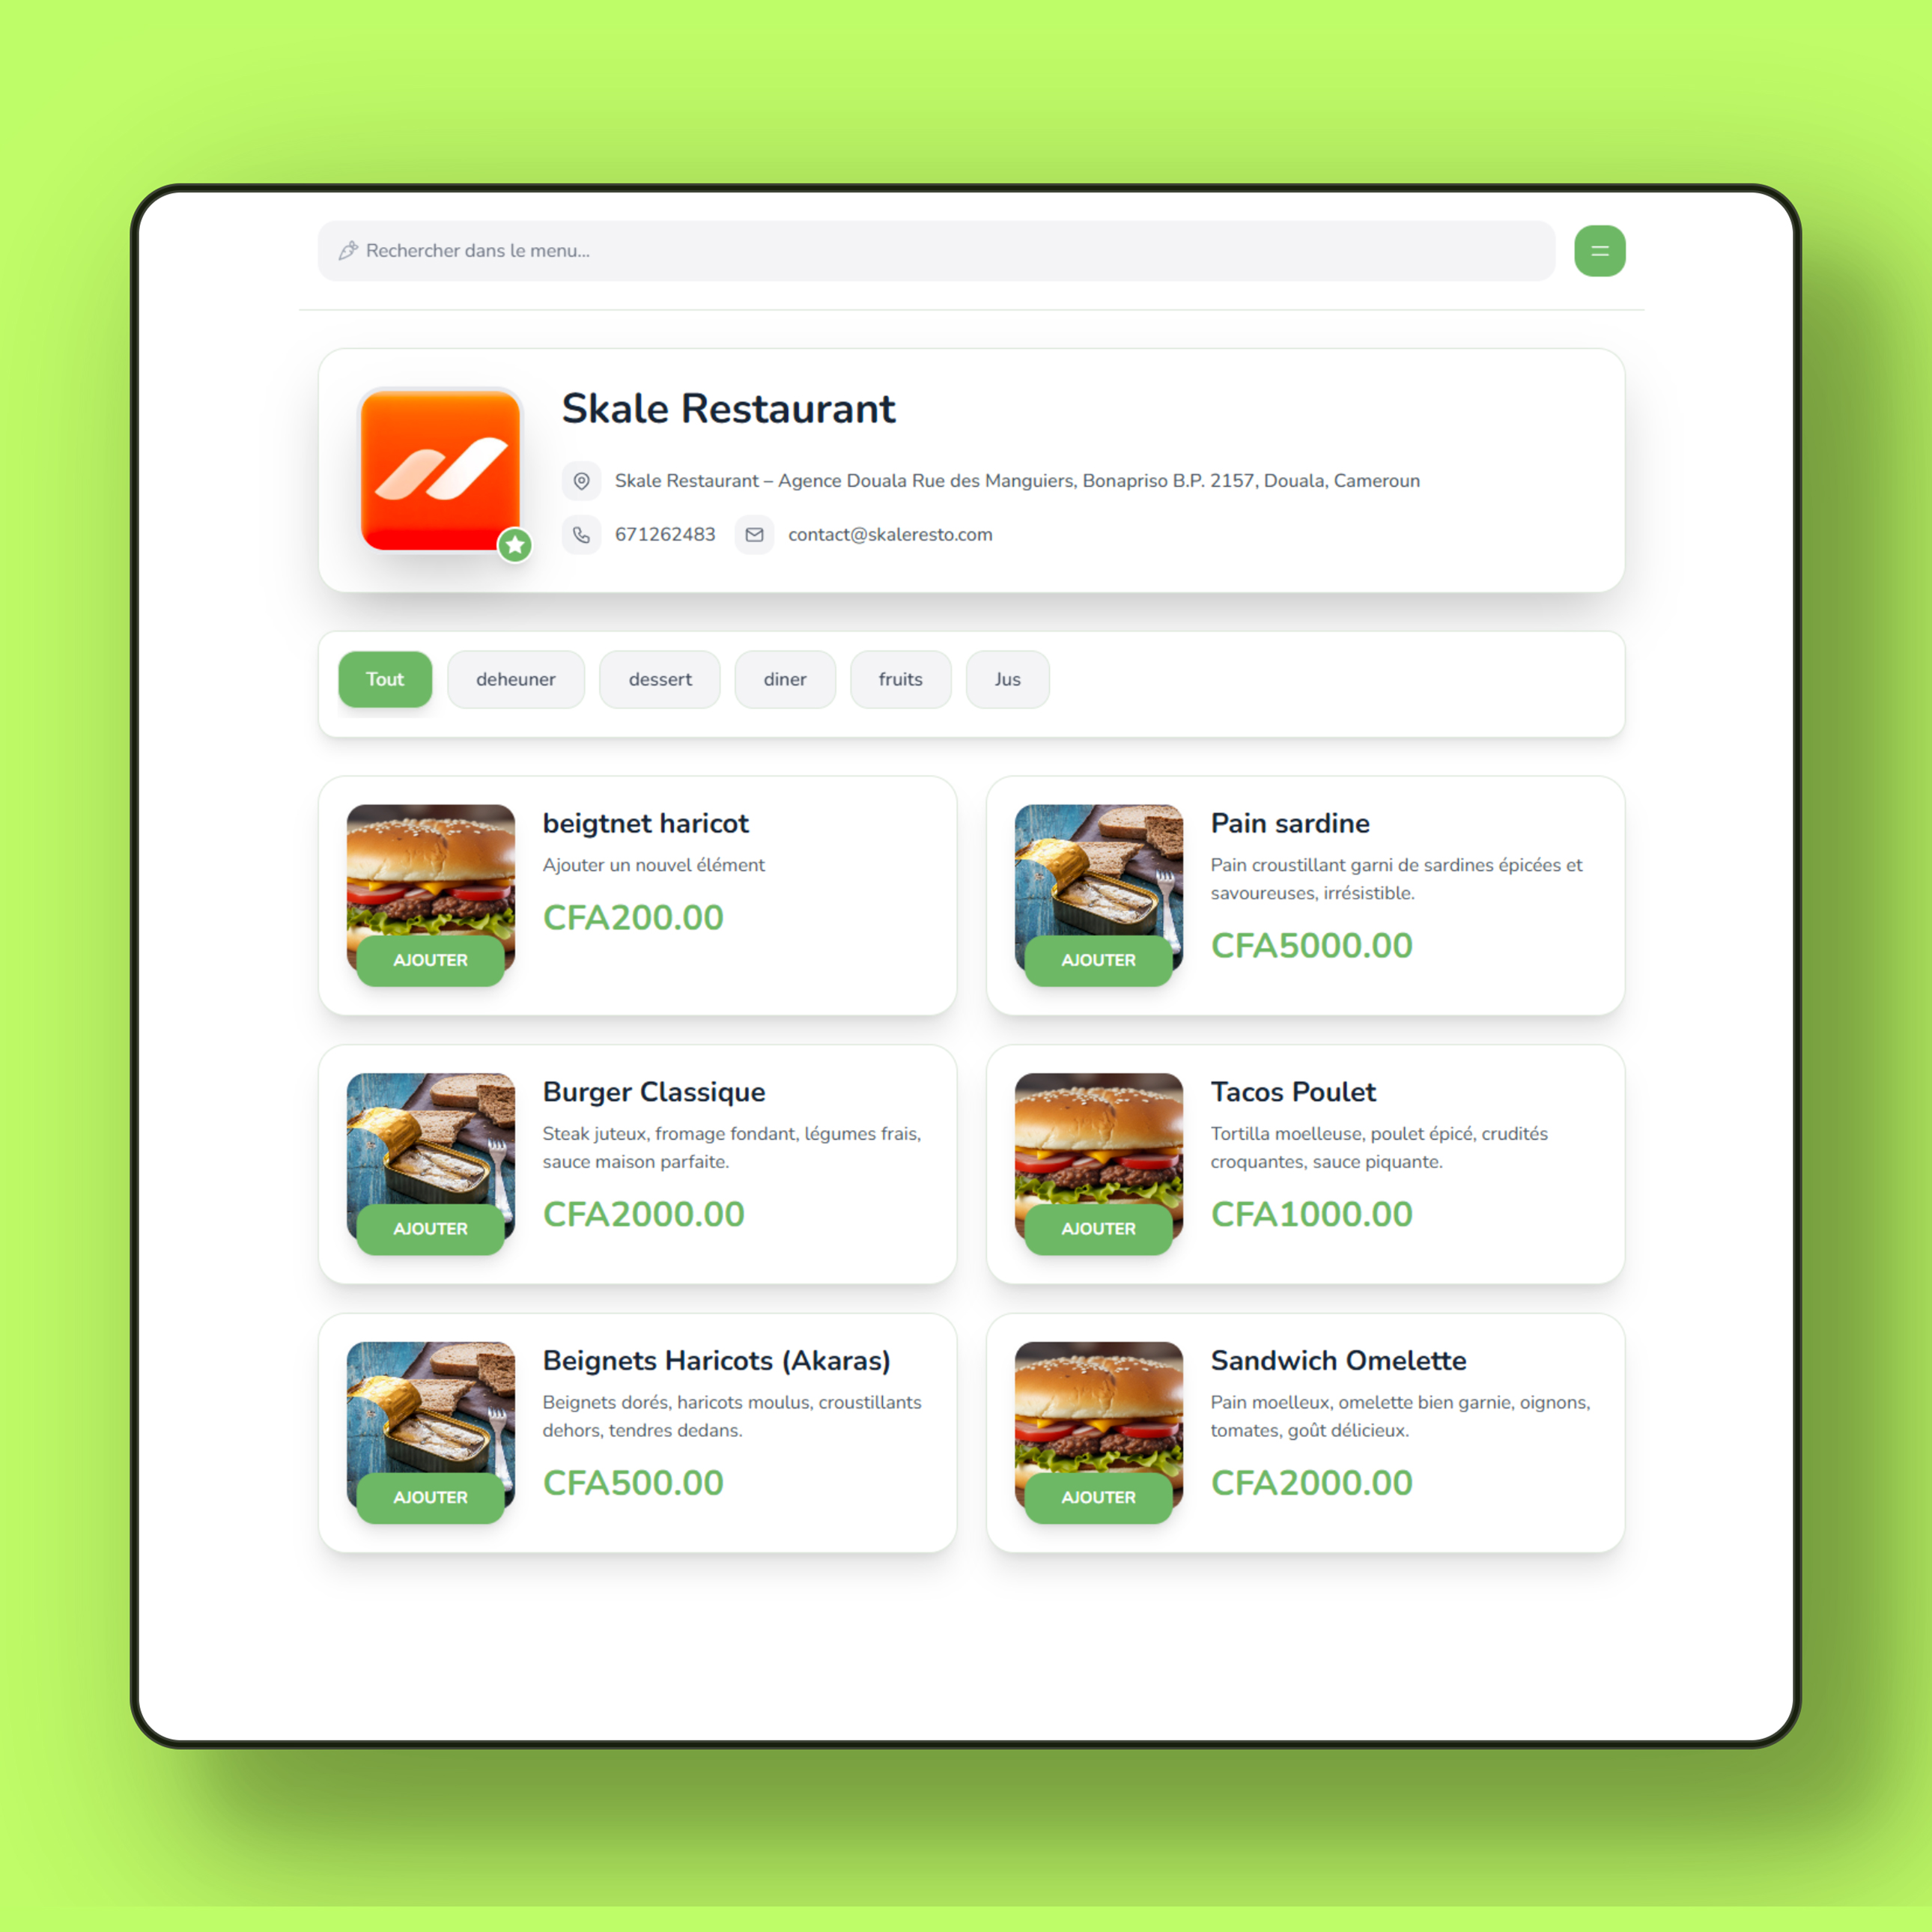 Rechercher dans le menu...
Skale Restaurant
Skale Restaurant – Agence Douala Rue des Manguiers, Bonapriso B.P. 2157, Douala, Cameroun
671262483 contact@skaleresto.com
Tout deheuner dessert diner fruits Jus
beigtnet haricot
Ajouter un nouvel élément
CFA200.00
AJOUTER
Pain sardine
Pain croustillant garni de sardines épicées et
savoureuses, irrésistible.
CFA5000.00
AJOUTER
Burger Classique
Steak juteux, fromage fondant, légumes frais,
sauce maison parfaite.
CFA2000.00
AJOUTER
Tacos Poulet
Tortilla moelleuse, poulet épicé, crudités
croquantes, sauce piquante.
CFA1000.00
AJOUTER
Beignets Haricots (Akaras)
Beignets dorés, haricots moulus, croustillants
dehors, tendres dedans.
CFA500.00
AJOUTER
Sandwich Omelette
Pain moelleux, omelette bien garnie, oignons,
tomates, goût délicieux.
CFA2000.00
AJOUTER